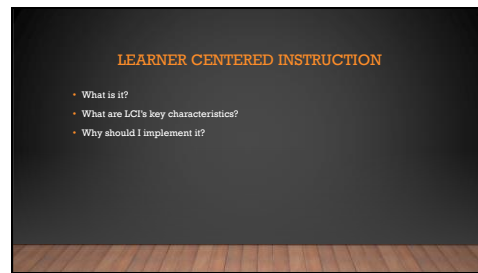 LEARNER CENTERED INSTRUCTION
• What is it?
• What are LCI's key characteristics?
• Why should I implement it?